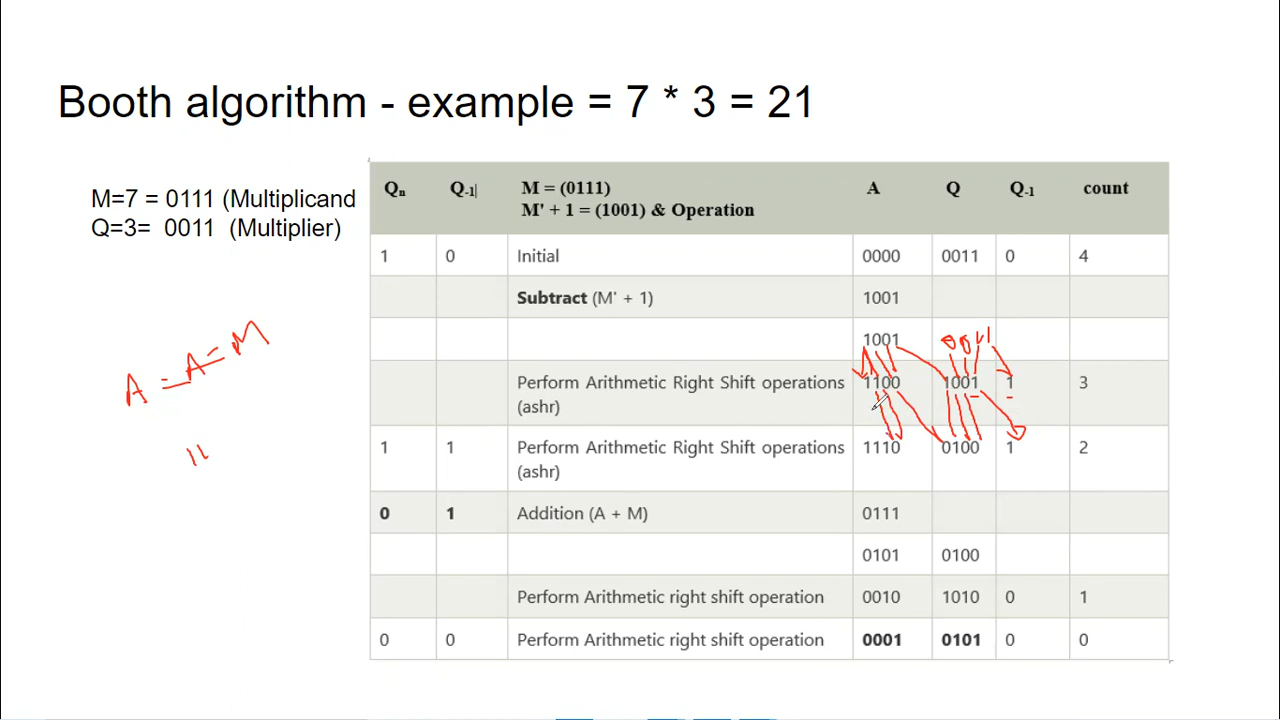 Booth algorithm - example = 7 * 3 = 21
M=7 = 0111 (Multiplicand
Q=3= 0011 (Multiplier)
Qn Q-1 M = (0111) A Q Q-1 count
M' + 1 = (1001) & Operation
1 0 Initial 0000 0011 0 4
Subtract (M' + 1) 1001
1001 0011
Perform Arithmetic Right Shift operations 1100 1001 1 3
(ashr)
1 1 Perform Arithmetic Right Shift operations 1110 0100 1 2
(ashr)
0 1 Addition (A + M) 0111
0101 0100
Perform Arithmetic right shift operation 0010 1010 0 1
0 0 Perform Arithmetic right shift operation 0001 0101 0 0
A = A = M
11